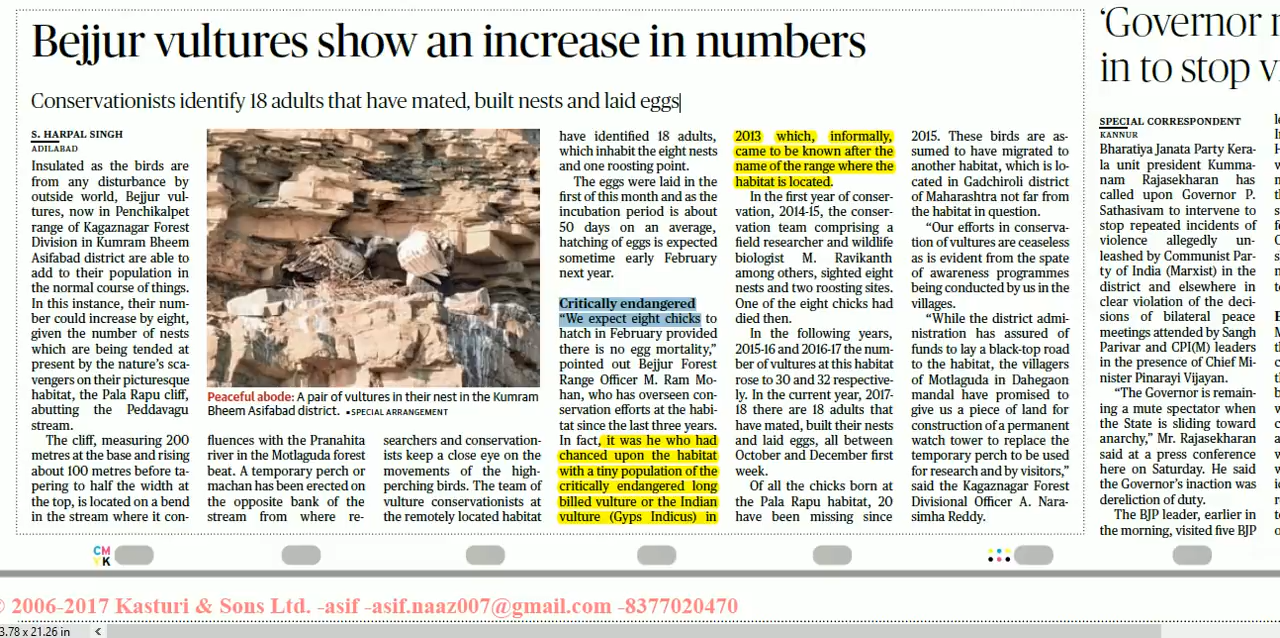 Bejjur vultures show an increase in numbers
Conservationists identify 18 adults that have mated, built nests and laid eggs
S. HARPAL SINGH
ADILABAD
Insulated as the birds are
from any disturbance by
outside world, Bejjur vul-
tures, now in Penchikalpet
range of Kagaznagar Forest
Division in Kumram Bheem
Asifabad district are able to
add to their population in
the normal course of things.
In this instance, their num-
ber could increase by eight,
given the number of nests
which are being tended at
present by the nature's sca-
vengers on their picturesque
habitat, the Pala Rapu cliff,
abutting the Peddavagu
stream.
The cliff, measuring 200
metres at the base and rising
about 100 metres before ta-
pering to half the width at
the top, is located on a bend
in the stream where it con-
Peaceful abode: A pair of vultures in their nest in the Kumram
Bheem Asifabad district. ▪SPECIAL ARRANGEMENT
fluences with the Pranahita
river in the Motlaguda forest
beat. A temporary perch or
machan has been erected on
the opposite bank of the
stream from where re-
searchers and conservation-
ists keep a close eye on the
movements of the high-
perching birds. The team of
vulture conservationists at
the remotely located habitat
have identified 18 adults,
which inhabit the eight nests
and one roosting point.
The eggs were laid in the
first of this month and as the
incubation period is about
50 days on an average,
hatching of eggs is expected
sometime early February
next year.
Critically endangered
“We expect eight chicks to
hatch in February provided
there is no egg mortality,”
pointed out Bejjur Forest
Range Officer M. Ram Mo-
han, who has overseen con-
servation efforts at the habi-
tat since the last three years.
In fact, it was he who had
chanced upon the habitat
with a tiny population of the
critically endangered long
billed vulture or the Indian
vulture (Gyps Indicus) in
2013 which, informally,
came to be known after the
name of the range where the
habitat is located.
In the first year of conser-
vation, 2014-15, the conser-
vation team comprising a
field researcher and wildlife
biologist M. Ravikanth
among others, sighted eight
nests and two roosting sites.
One of the eight chicks had
died then.
In the following years,
2015-16 and 2016-17 the num-
ber of vultures at this habitat
rose to 30 and 32 respective-
ly. In the current year, 2017-
18 there are 18 adults that
have mated, built their nests
and laid eggs, all between
October and December first
week.
Of all the chicks born at
the Pala Rapu habitat, 20
have been missing since
2015. These birds are as-
sumed to have migrated to
another habitat, which is lo-
cated in Gadchiroli district
of Maharashtra not far from
the habitat in question.
“Our efforts in conserva-
tion of vultures are ceaseless
as is evident from the spate
of awareness programmes
being conducted by us in the
villages.
“While the district admi-
nistration has assured of
funds to lay a black-top road
to the habitat, the villagers
of Motlaguda in Dahegaon
mandal have promised to
give us a piece of land for
construction of a permanent
watch tower to replace the
temporary perch to be used
for research and by visitors,”
said the Kagaznagar Forest
Divisional Officer A. Nara-
simha Reddy.
‘Governor
in to stop
SPECIAL CORRESPONDENT
KANNUR
Bharatiya Janata Party Kera-
la unit president Kumma-
nam Rajasekharan has
called upon Governor P.
Sathasivam to intervene to
stop repeated incidents of
violence allegedly un-
leashed by Communist Par-
ty of India (Marxist) in the
district and elsewhere in
clear violation of the deci-
sions of bilateral peace
meetings attended by Sangh
Parivar and CPI(M) leaders
in the presence of Chief Mi-
nister Pinarayi Vijayan.
“The Governor is remain-
ing a mute spectator when
the State is sliding toward
anarchy,” Mr. Rajasekharan
said at a press conference
here on Saturday. He said
the Governor's inaction was
dereliction of duty.
The BJP leader, earlier in
the morning, visited five BJP
CM
YK
© 2006-2017 Kasturi & Sons Ltd. -asif -asif.naaz007@gmail.com -8377020470
3.78 x 21.26 in